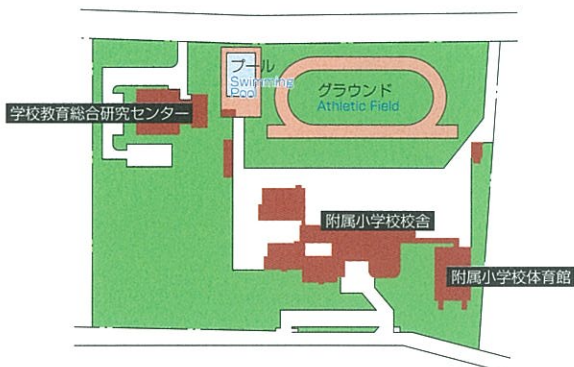 プール
Swimming
Pool
グラウンド
Athletic Field
学校教育総合研究センター
附属小学校校舎
附属小学校体育館